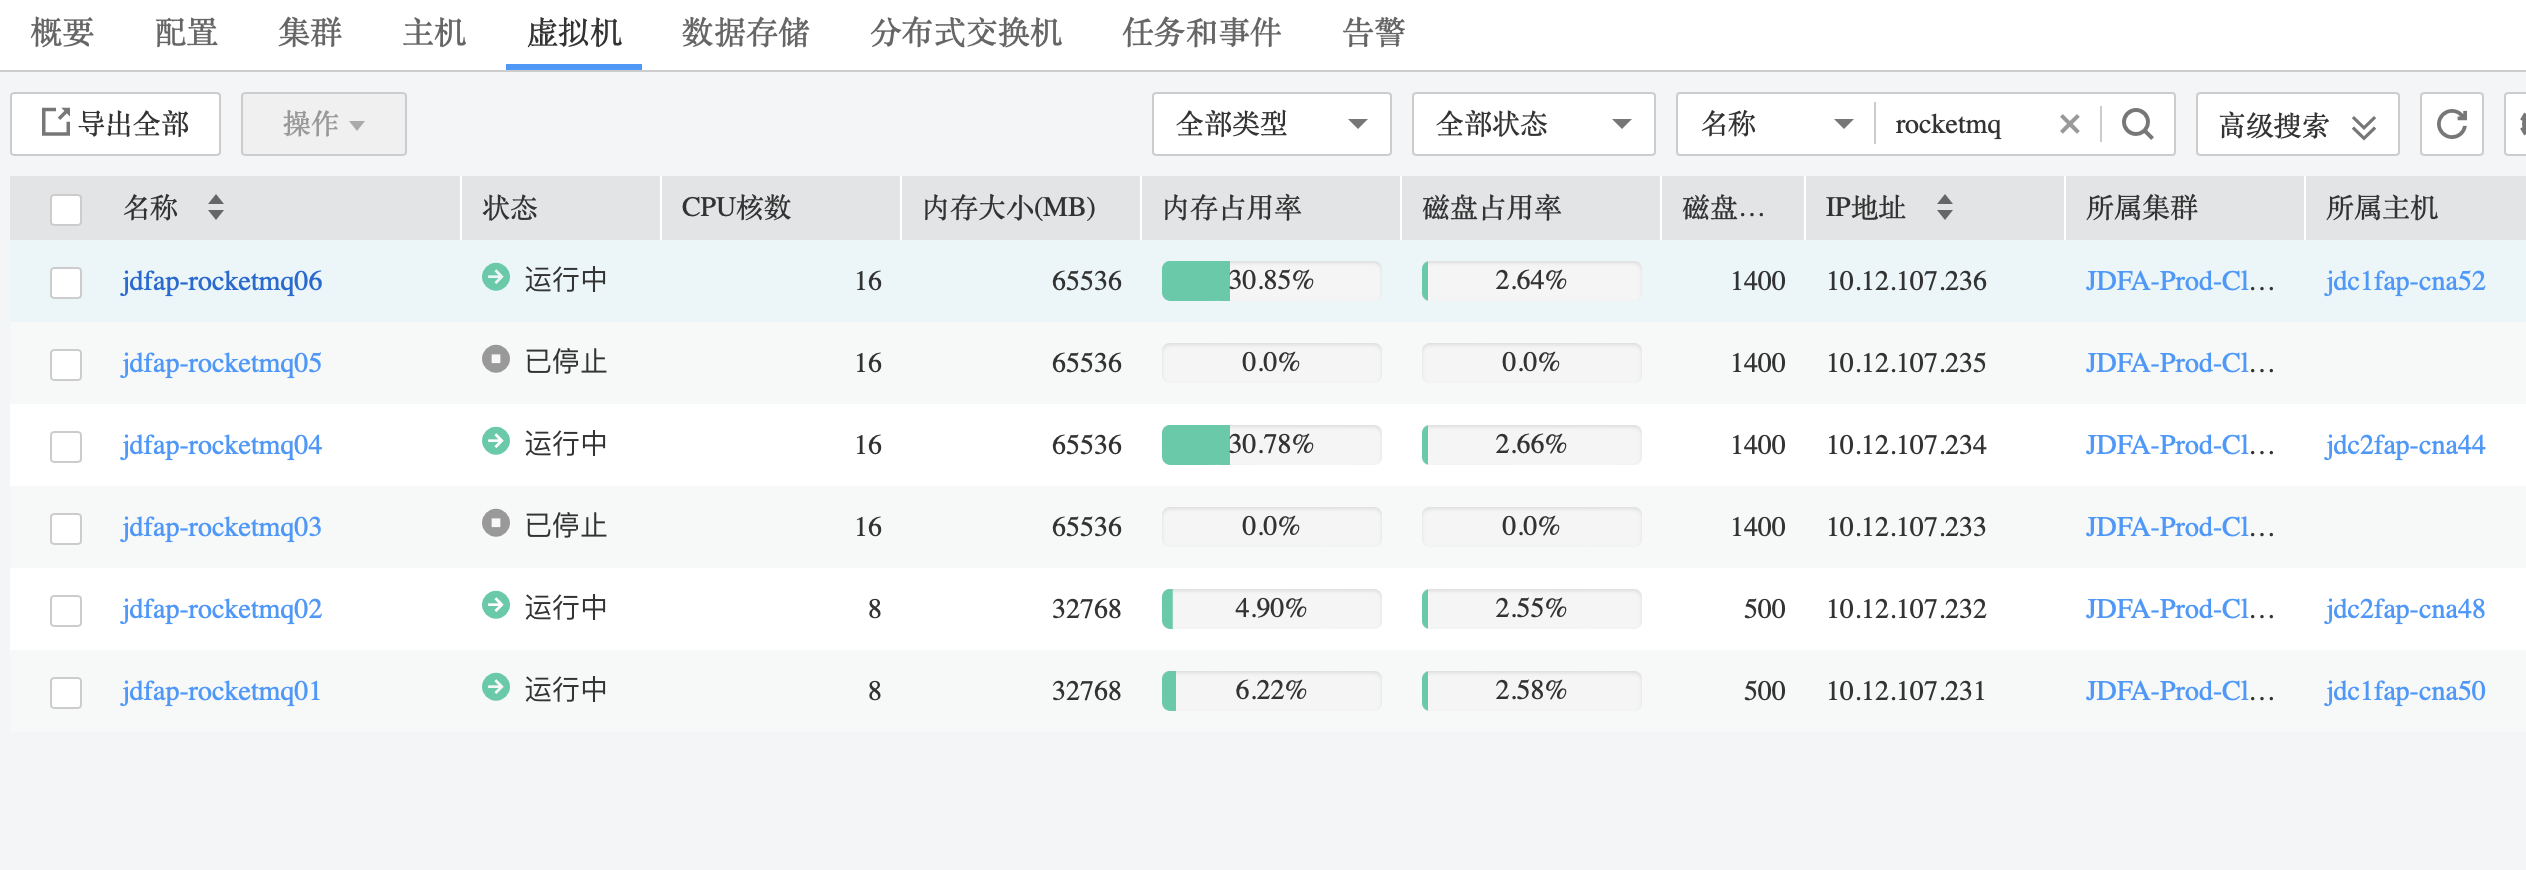 概要 配置 集群 主机 虚拟机 数据存储 分布式交换机 任务和事件 告警
导出全部 操作 全部类型 全部状态 名称 rocketmq 高级搜索
名称 状态 CPU核数 内存大小(MB) 内存占用率 磁盘占用率 磁盘... IP地址 所属集群 所属主机
jdfap-rocketmq06 运行中 16 65536 30.85% 2.64% 1400 10.12.107.236 JDFA-Prod-Cl... jdc1fap-cna52
jdfap-rocketmq05 已停止 16 65536 0.0% 0.0% 1400 10.12.107.235 JDFA-Prod-Cl...
jdfap-rocketmq04 运行中 16 65536 30.78% 2.66% 1400 10.12.107.234 JDFA-Prod-Cl... jdc2fap-cna44
jdfap-rocketmq03 已停止 16 65536 0.0% 0.0% 1400 10.12.107.233 JDFA-Prod-Cl...
jdfap-rocketmq02 运行中 8 32768 4.90% 2.55% 500 10.12.107.232 JDFA-Prod-Cl... jdc2fap-cna48
jdfap-rocketmq01 运行中 8 32768 6.22% 2.58% 500 10.12.107.231 JDFA-Prod-Cl... jdc1fap-cna50